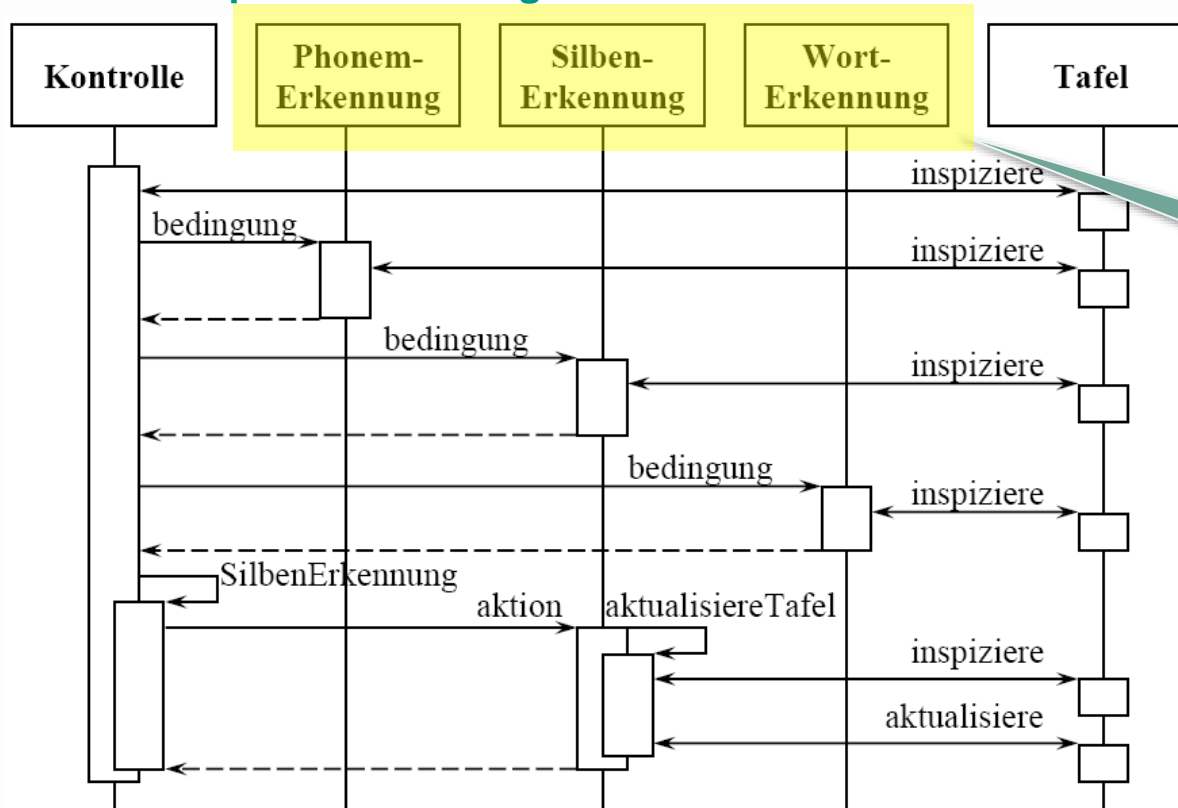 Kontrolle
Phonem-
Erkennung
Silben-
Erkennung
Wort-
Erkennung
Tafel
inspiziere
bedingung
inspiziere
bedingung
inspiziere
bedingung
inspiziere
SilbenErkennung
aktion
aktualisiereTafel
inspiziere
aktualisiere